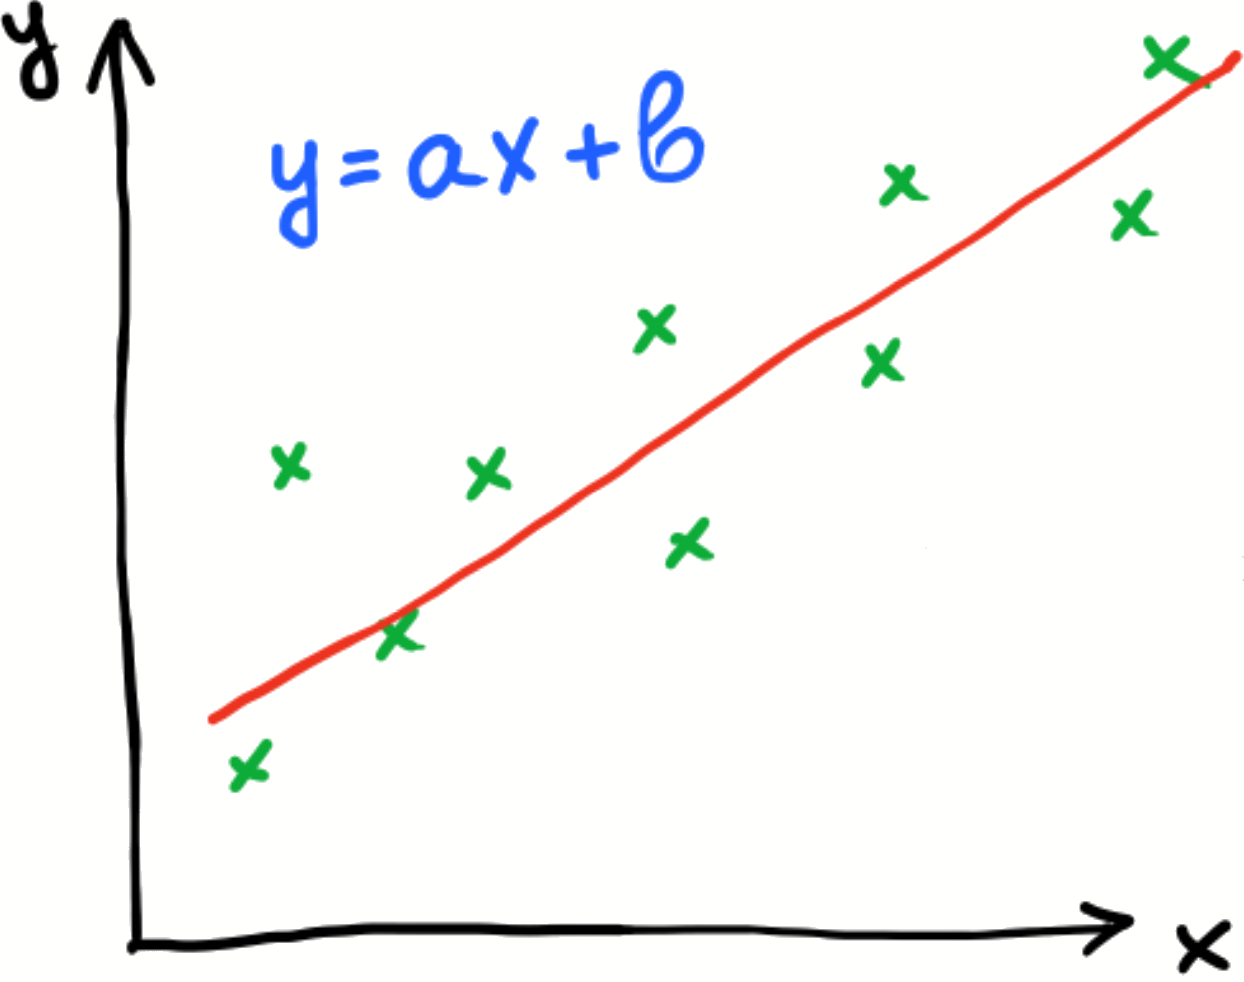 y
y = ax + b
x